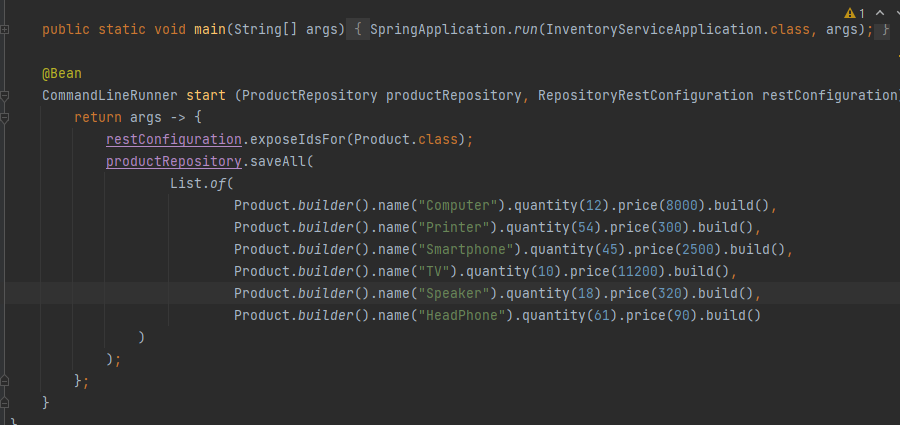 1
public static void main(String[] args) { SpringApplication.run(InventoryServiceApplication.class, args); }
@Bean
CommandLineRunner start (ProductRepository productRepository, RepositoryRestConfiguration restConfiguration)
return args -> {
restConfiguration.exposeIdsFor(Product.class);
productRepository.saveAll(
List.of(
Product.builder().name("Computer").quantity(12).price(8000).build(),
Product.builder().name("Printer").quantity(54).price(300).build(),
Product.builder().name("Smartphone").quantity(45).price(2500).build(),
Product.builder().name("TV").quantity(10).price(11200).build(),
Product.builder().name("Speaker").quantity(18).price(320).build(),
Product.builder().name("HeadPhone").quantity(61).price(90).build()
)
);
};
}
}